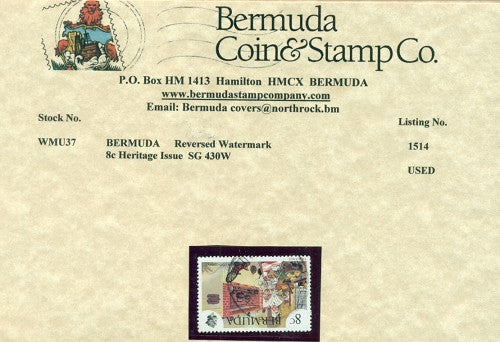 Bermuda
Coin&Stamp Co.
P.O. Box HM 1413 Hamilton HMCX BERMUDA
www.bermudastampcompany.com
Email: Bermuda covers@northrock.bm
Stock No.
Listing No.
WMU37 BERMUDA Reversed Watermark 1514
8c Heritage Issue SG 430W USED
8c
BERMUDA